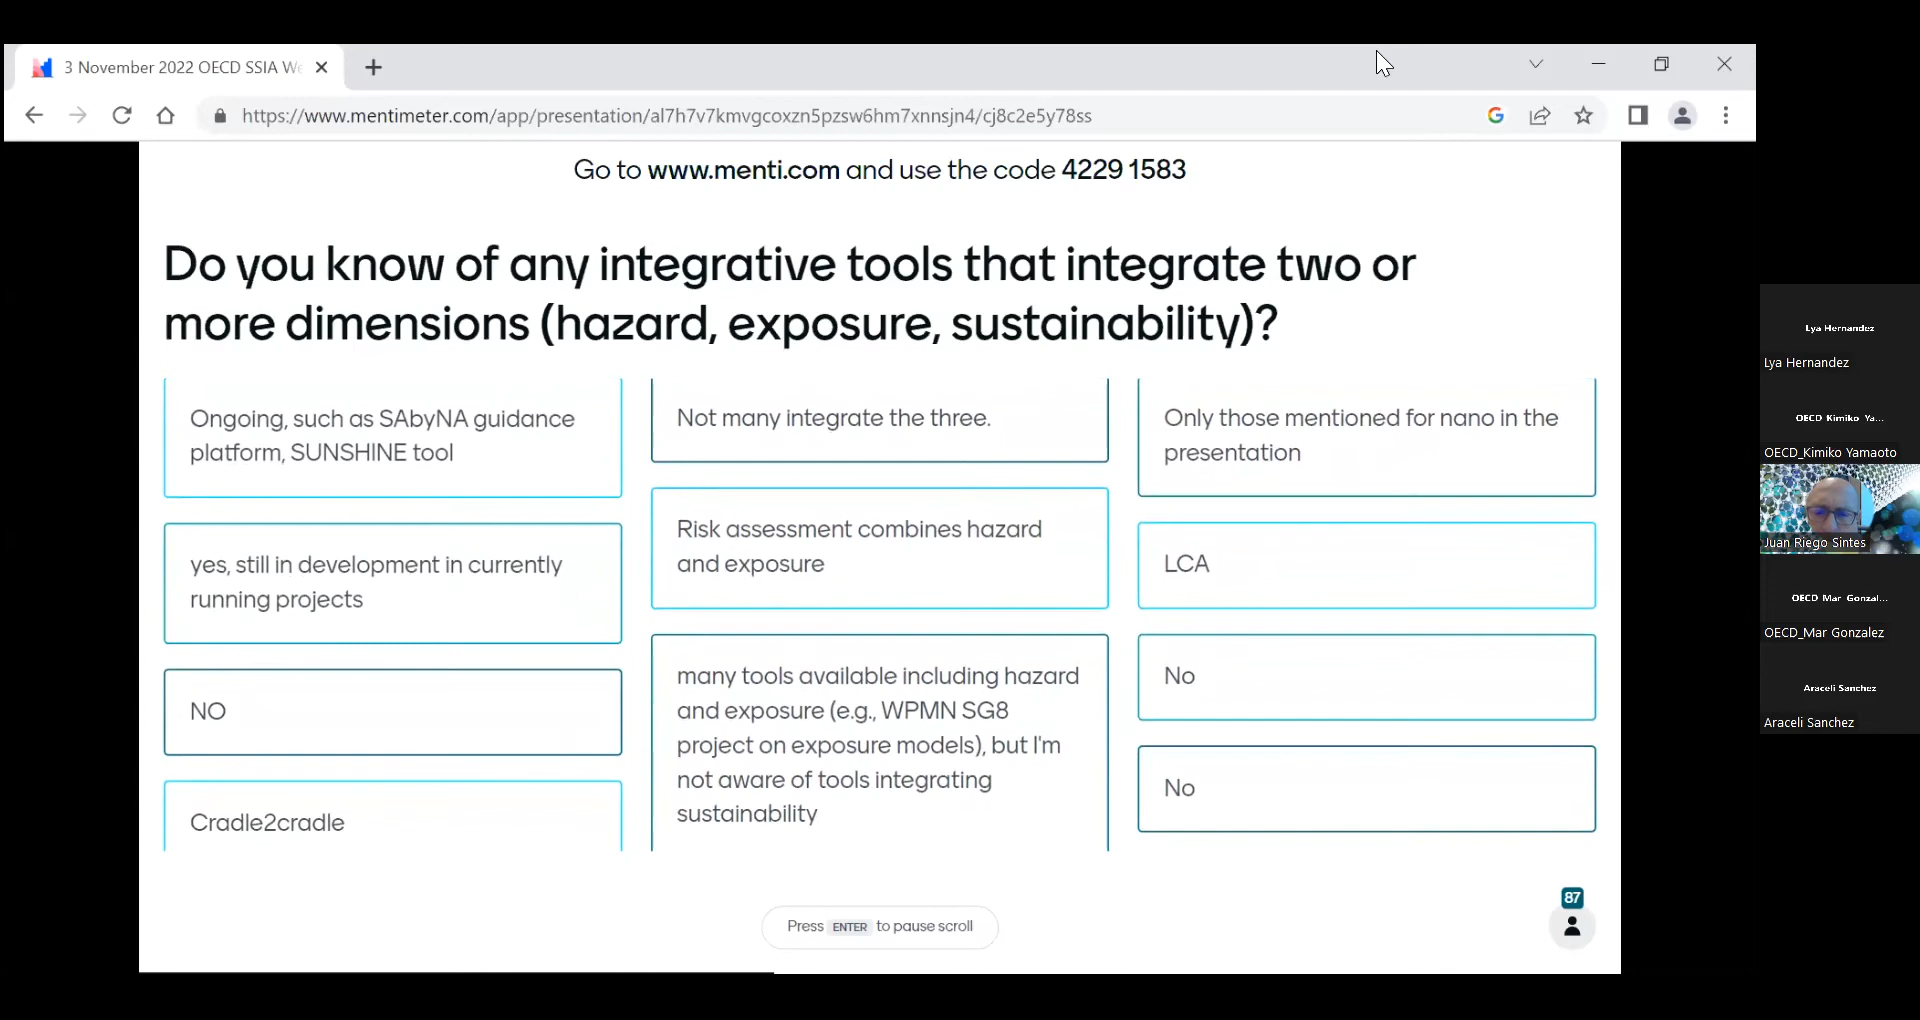 3 November 2022 OECD SSIA We
https://www.mentimeter.com/app/presentation/al7h7v7kmvgcoxzn5pzsw6hm7xnnsjn4/cj8c2e5y78ss
Go to www.menti.com and use the code 4229 1583
Do you know of any integrative tools that integrate two or
more dimensions (hazard, exposure, sustainability)?
Ongoing, such as SAbyNA guidance
platform, SUNSHINE tool
yes, still in development in currently
running projects
NO
Cradle2cradle
Not many integrate the three.
Risk assessment combines hazard
and exposure
many tools available including hazard
and exposure (e.g., WPMN SG8
project on exposure models), but I'm
not aware of tools integrating
sustainability
Only those mentioned for nano in the
presentation
LCA
No
No
Press ENTER to pause scroll
87
Lya Hernandez
Lya Hernandez
OECD Kimiko Ya...
OECD_Kimiko Yamaoto
Juan Riego Sintes
OECD Mar Gonzal...
OECD_Mar Gonzalez
Araceli Sanchez
Araceli Sanchez